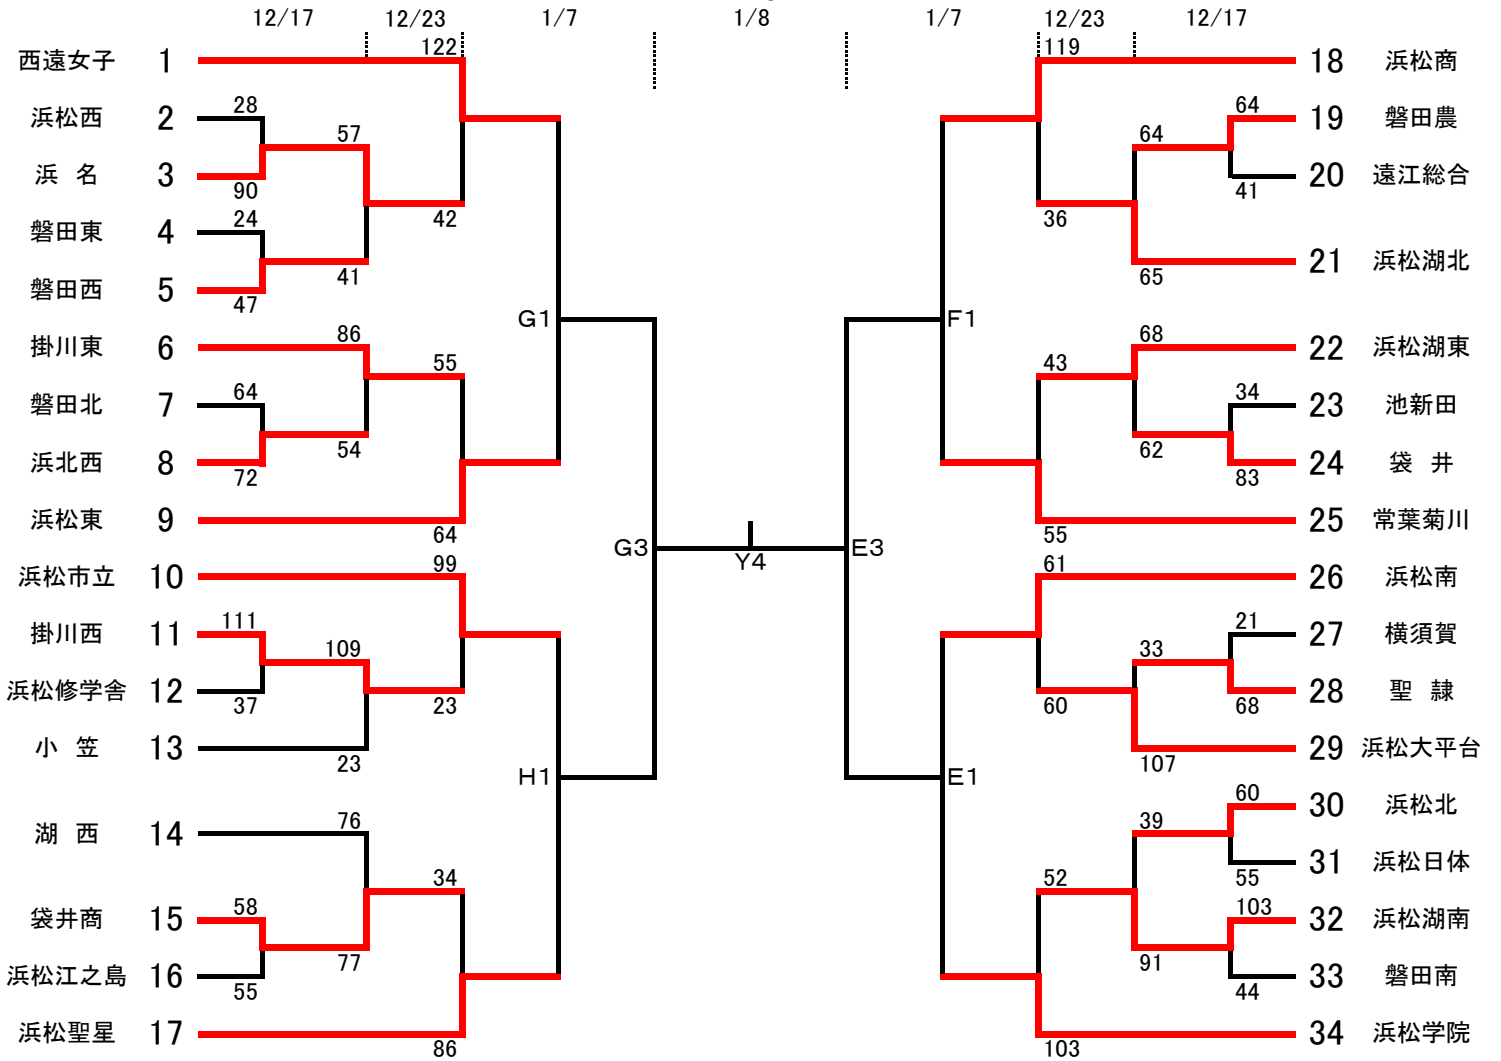 12/17 12/23 1/7 1/8 1/7 12/23 12/17
122 119
西遠女子 1 18 浜松商
28 64
浜松西 2 19 磐田農
57 64
浜 名 3 20 遠江総合
90 41
24 42 36
磐田東 4
41 65
磐田西 5 21 浜松湖北
47
G1 F1
86 68
掛川東 6 22 浜松湖東
55 43
64 34
磐田北 7 23 池新田
54 62
浜北西 8 24 袋 井
72 83
浜松東 9 25 常葉菊川
64 55
G3 Y4 E3
99 61
浜松市立 10 26 浜松南
111 21
掛川西 11 27 横須賀
109 33
浜松修学舎 12 28 聖 隷
37 23 60 68
小 笠 13 29 浜松大平台
23 107
H1 E1
60
76 39 30 浜松北
湖 西 14
31 浜松日体
34 52 55
58 103
袋井商 15 32 浜松湖南
77 91
浜松江之島 16 33 磐田南
55 44
浜松聖星 17 34 浜松学院
86 103